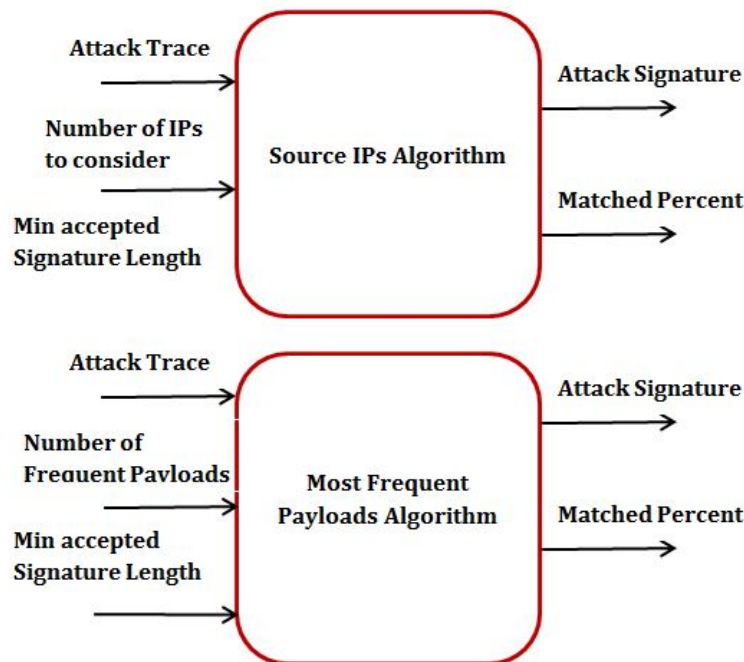 Attack Trace
Number of IPs
to consider
Min accepted
Signature Length
Source IPs Algorithm
Attack Signature
Matched Percent
Attack Trace
Number of
Frequent Payloads
Min accepted
Signature Length
Most Frequent
Payloads Algorithm
Attack Signature
Matched Percent